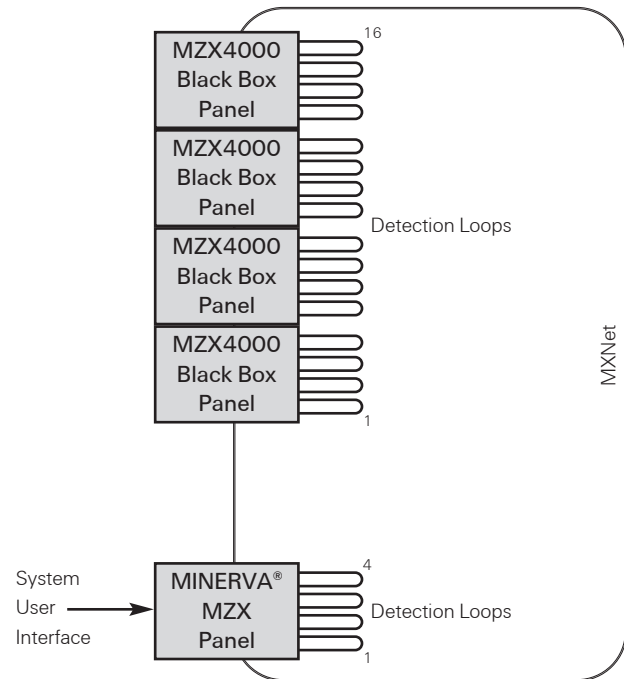 16
MZX4000
Black Box
Panel
MZX4000
Black Box
Panel
Detection Loops
MZX4000
Black Box
Panel
MZX4000
Black Box
Panel
1
MXNet
4
System
User
Interface
MINERVA®
MZX
Panel
Detection Loops
1